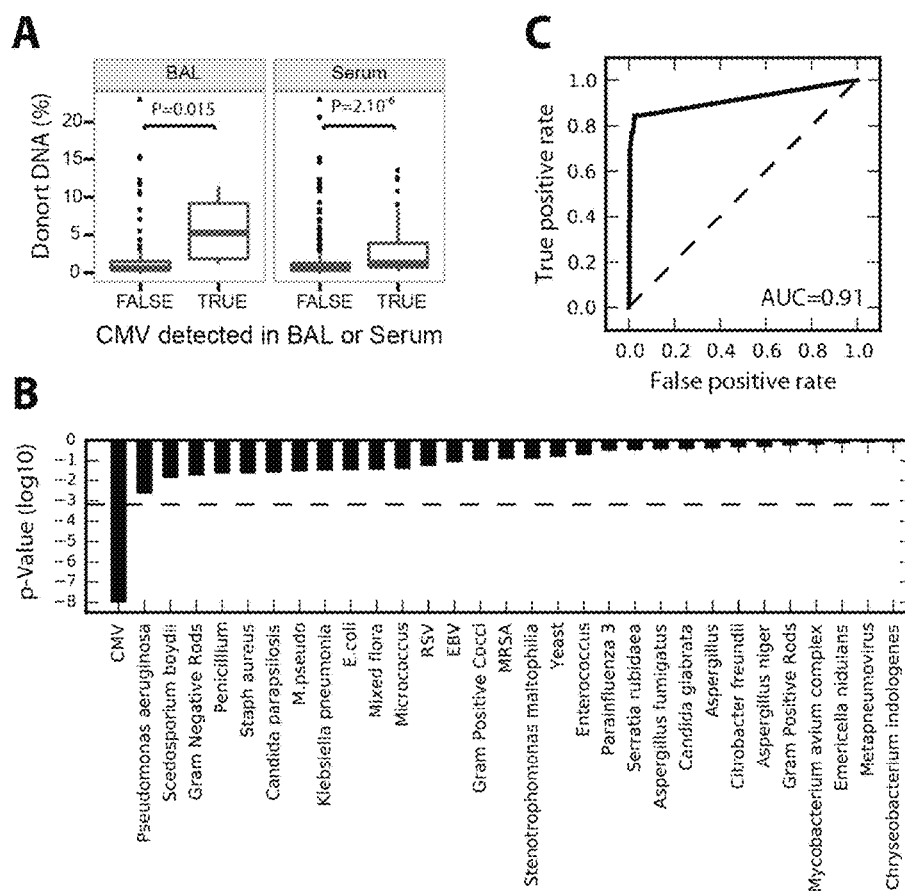 A
BAL
Serum
P=0.015
P=2.10-6
Donort DNA (%)
20
15
10
5
0
FALSE
TRUE
FALSE
TRUE
CMV detected in BAL or Serum
C
True positive rate
1.0
0.8
0.6
0.4
0.2
0.0
AUC=0.91
0.0
0.2
0.4
0.6
0.8
1.0
False positive rate
B
p-Value (log10)
0
-1
-2
-3
-4
-5
-6
-7
-8
CMV
Pseudomonas aeruginosa
Scedosporium boydii
Gram Negative Rods
Penicillium
Staph aureus
Candida parapsilosis
M.pseudo
Klebsiella pneumonia
E.coli
Mixed flora
Micrococcus
RSV
EBV
Gram Positive Cocci
MRSA
Stenotrophomonas maltophilia
Yeast
Enterococcus
Parainfluenza 3
Serratia rubidaea
Aspergillus fumigatus
Candida glabrata
Aspergillus
Citrobacter freundii
Aspergillus niger
Gram Positive Rods
Mycobacterium avium complex
Emericella nidulans
Metapneumovirus
Chryseobacterium indologenes